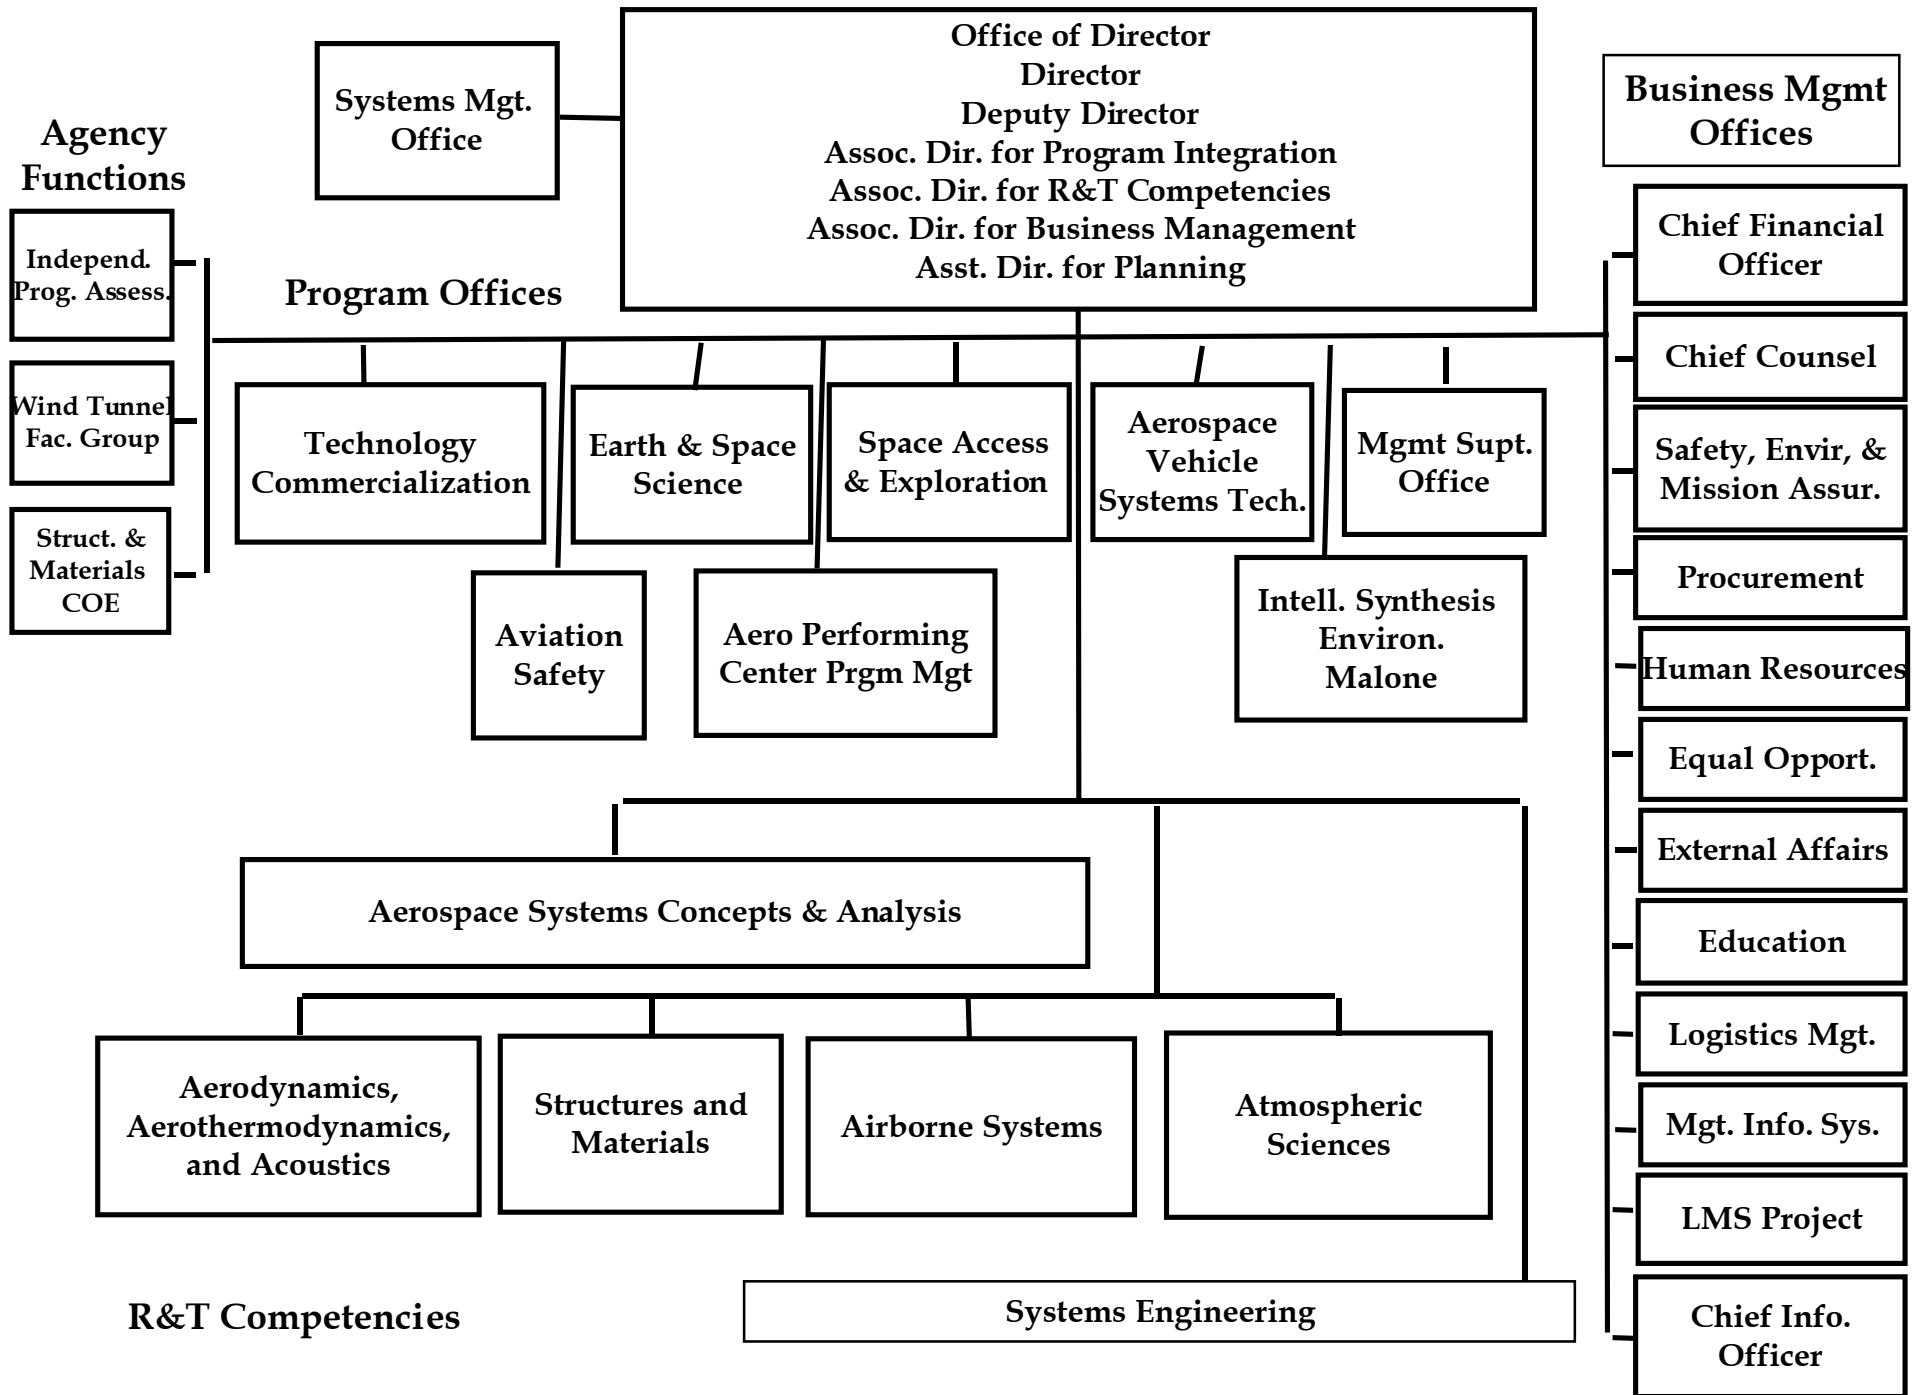 Office of Director
Director
Deputy Director
Assoc. Dir. for Program Integration
Assoc. Dir. for R&T Competencies
Assoc. Dir. for Business Management
Asst. Dir. for Planning
Systems Mgt.
Office
Agency
Functions
Independ.
Prog. Assess.
Wind Tunnel
Fac. Group
Struct. &
Materials
COE
Program Offices
Technology
Commercialization
Earth & Space
Science
Space Access
& Exploration
Aerospace
Vehicle
Systems Tech.
Mgmt Supt.
Office
Aviation
Safety
Aero Performing
Center Prgm Mgt
Intell. Synthesis
Environ.
Malone
Business Mgmt
Offices
Chief Financial
Officer
Chief Counsel
Safety, Envir, &
Mission Assur.
Procurement
Human Resources
Equal Opport.
External Affairs
Education
Logistics Mgt.
Mgt. Info. Sys.
LMS Project
Chief Info.
Officer
Aerospace Systems Concepts & Analysis
Aerodynamics,
Aerothermodynamics,
and Acoustics
Structures and
Materials
Airborne Systems
Atmospheric
Sciences
R&T Competencies
Systems Engineering